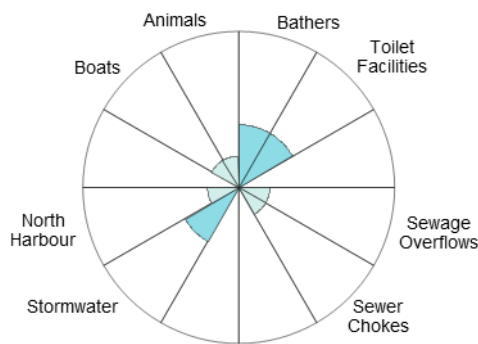 Animals
Bathers
Toilet
Facilities
Boats
North
Harbour
Sewage
Overflows
Stormwater
Sewer
Chokes